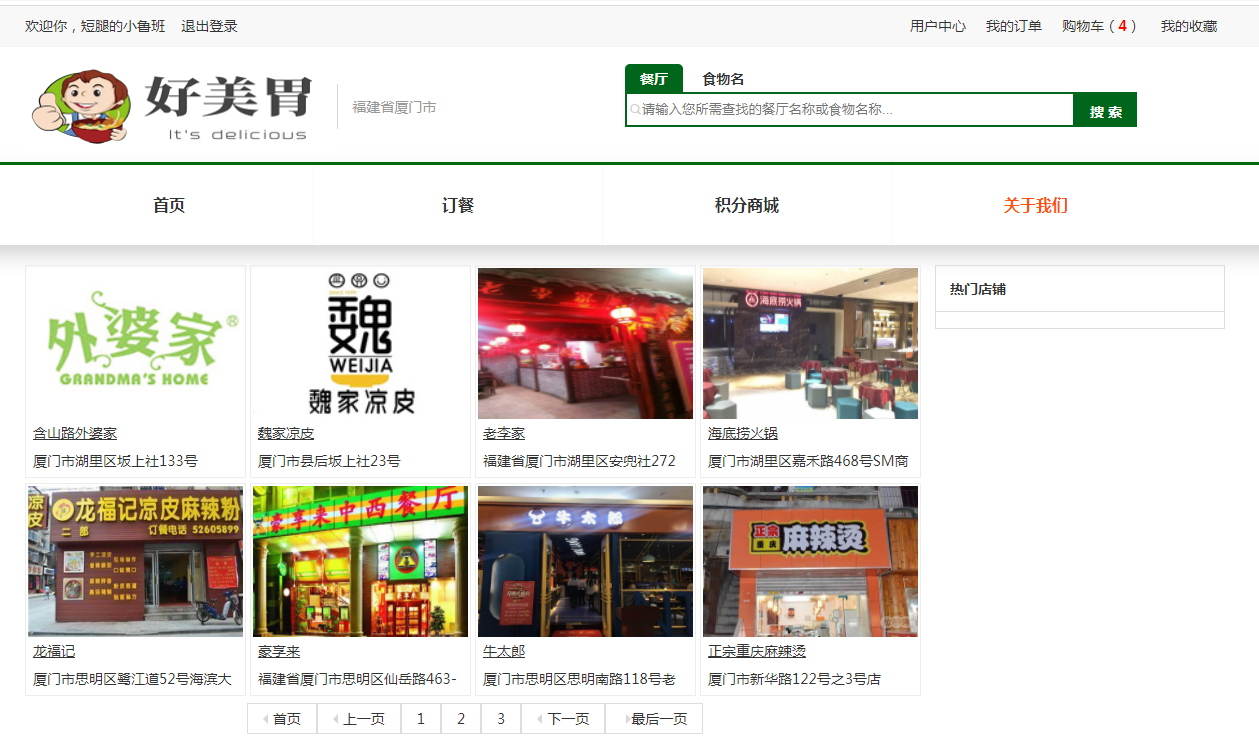 欢迎你，短腿的小鲁班 退出登录 用户中心 我的订单 购物车（4） 我的收藏
好美胃
It's delicious
福建省厦门市
餐厅 食物名
请输入您所需查找的餐厅名称或食物名称...
搜 索
首页 订餐 积分商城 关于我们
热门店铺
外婆家®
GRANDMA'S HOME
魏
WEIJIA
魏家凉皮
海底捞火锅
含山路外婆家 魏家凉皮 老李家 海底捞火锅
厦门市湖里区坂上社133号 厦门市县后坂上社23号 福建省厦门市湖里区安兜社272 厦门市湖里区嘉禾路468号SM商
凉皮
龙福记凉皮麻辣粉
二部 订餐电话 52605899
豪享来中西餐厅
豪享来
牛太郎
正宗
重庆
麻辣烫
龙福记 豪享来 牛太郎 正宗重庆麻辣烫
厦门市思明区鹭江道52号海滨大 福建省厦门市思明区仙岳路463- 厦门市思明区思明南路118号老 厦门市新华路122号之3号店
首页 上一页 1 2 3 下一页 最后一页